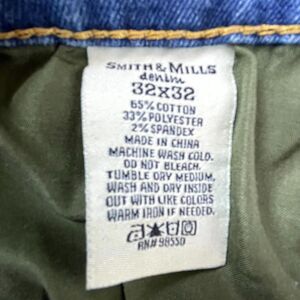 SMITH & MILLS
denim
32x32
65% COTTON
33% POLYESTER
2% SPANDEX
MADE IN CHINA
MACHINE WASH COLD.
DO NOT BLEACH.
TUMBLE DRY MEDIUM,
WASH AND DRY INSIDE
OUT WITH LIKE COLORS
WARM IRON IF NEEDED.
RN# 98550